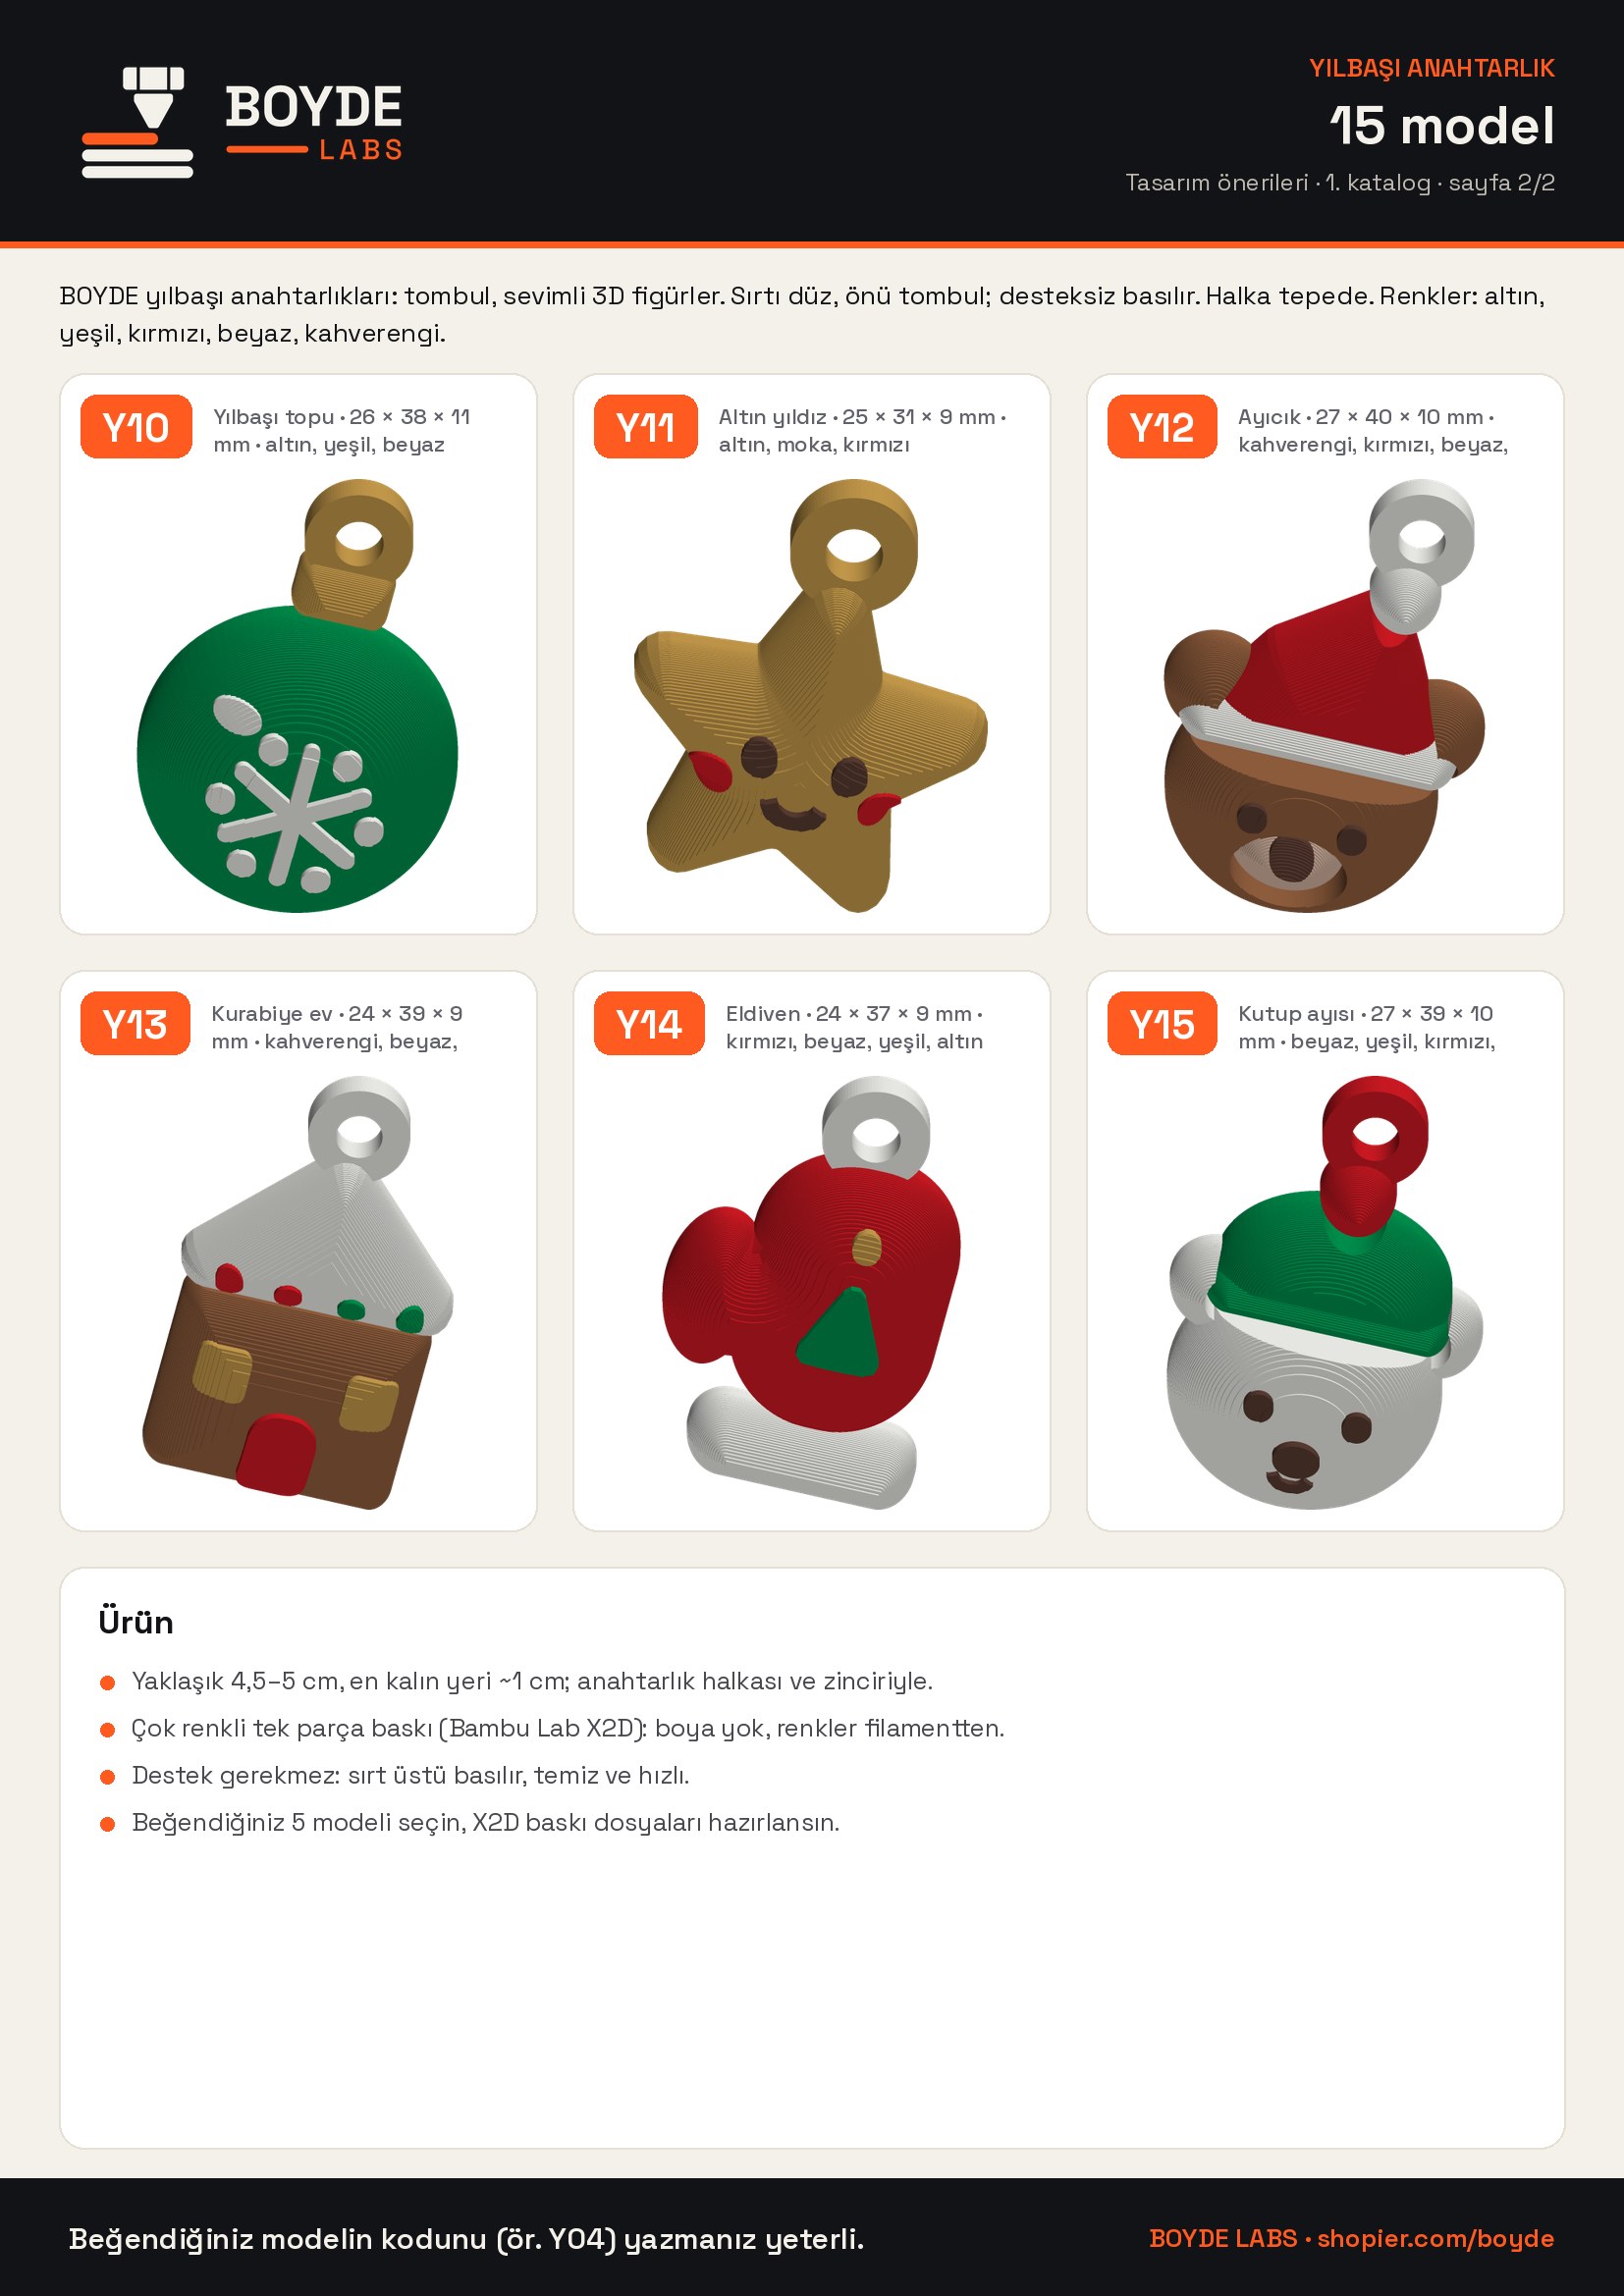 BOYDE
LABS
YILBAŞI ANAHTARLIK
15 model
Tasarım önerileri · 1. katalog · sayfa 2/2
BOYDE yılbaşı anahtarlıkları: tombul, sevimli 3D figürler. Sırtı düz, önü tombul; desteksiz basılır. Halka tepede. Renkler: altın,
yeşil, kırmızı, beyaz, kahverengi.
Y10
Yılbaşı topu · 26 × 38 × 11
mm · altın, yeşil, beyaz
Y11
Altın yıldız · 25 × 31 × 9 mm ·
altın, moka, kırmızı
Y12
Ayıcık · 27 × 40 × 10 mm ·
kahverengi, kırmızı, beyaz,
Y13
Kurabiye ev · 24 × 39 × 9
mm · kahverengi, beyaz,
Y14
Eldiven · 24 × 37 × 9 mm ·
kırmızı, beyaz, yeşil, altın
Y15
Kutup ayısı · 27 × 39 × 10
mm · beyaz, yeşil, kırmızı,
Ürün
Yaklaşık 4,5–5 cm, en kalın yeri ~1 cm; anahtarlık halkası ve zinciriyle.
Çok renkli tek parça baskı (Bambu Lab X2D): boya yok, renkler filamentten.
Destek gerekmez: sırt üstü basılır, temiz ve hızlı.
Beğendiğiniz 5 modeli seçin, X2D baskı dosyaları hazırlansın.
Beğendiğiniz modelin kodunu (ör. Y04) yazmanız yeterli.
BOYDE LABS · shopier.com/boyde